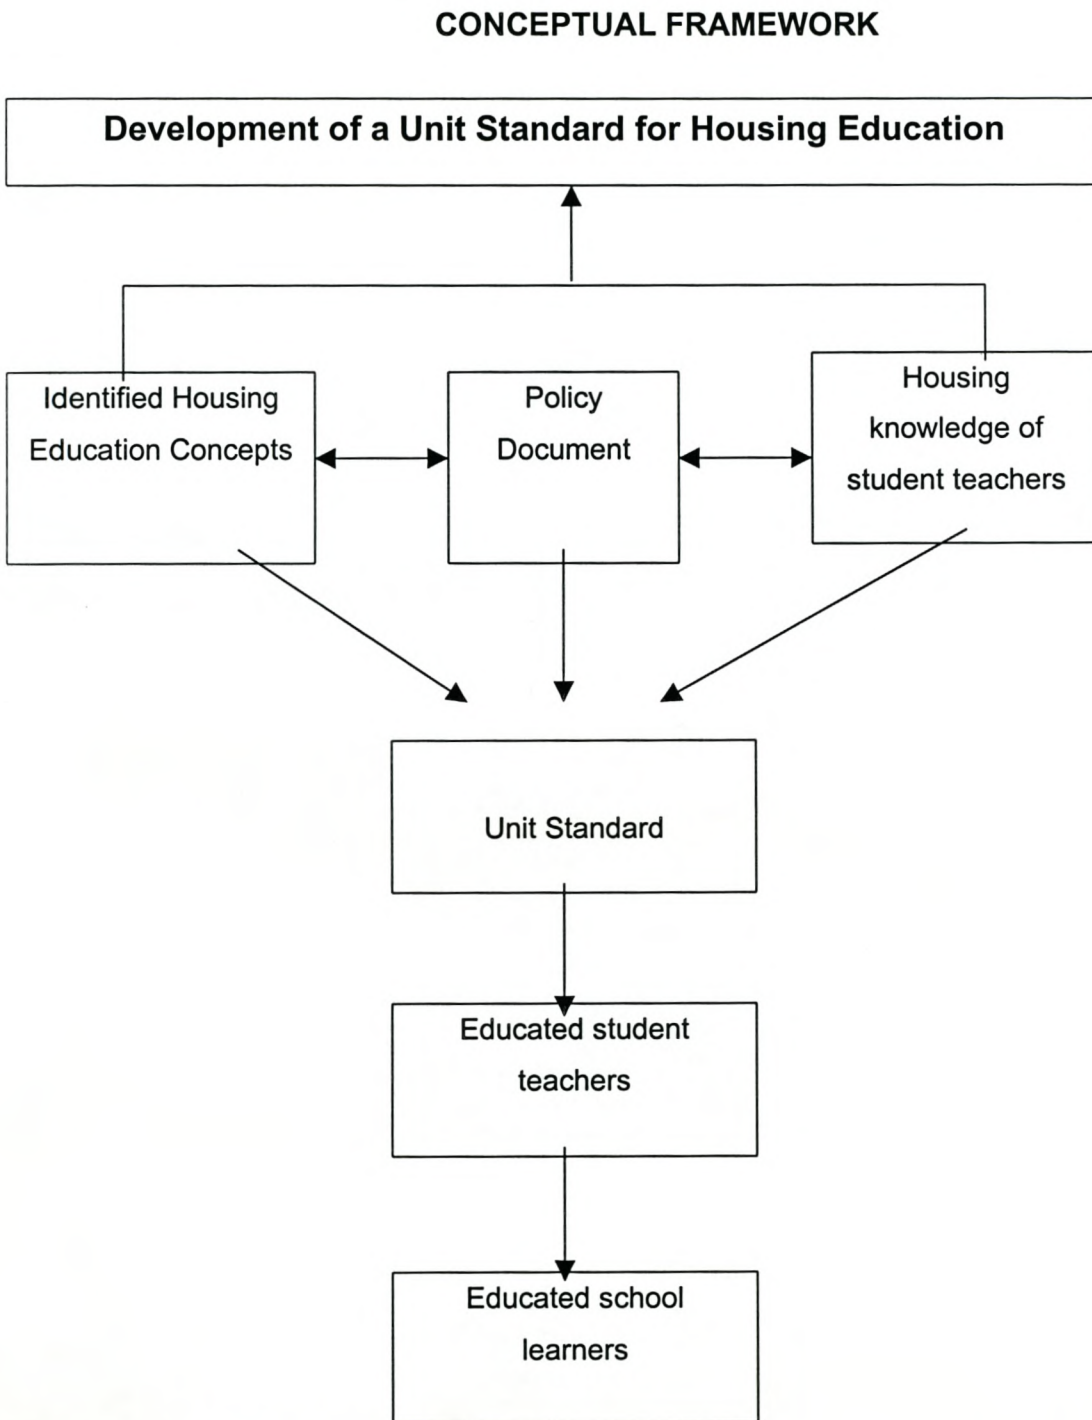 CONCEPTUAL FRAMEWORK
Development of a Unit Standard for Housing Education
Identified Housing
Education Concepts
Policy
Document
Housing
knowledge of
student teachers
Unit Standard
Educated student
teachers
Educated school
learners